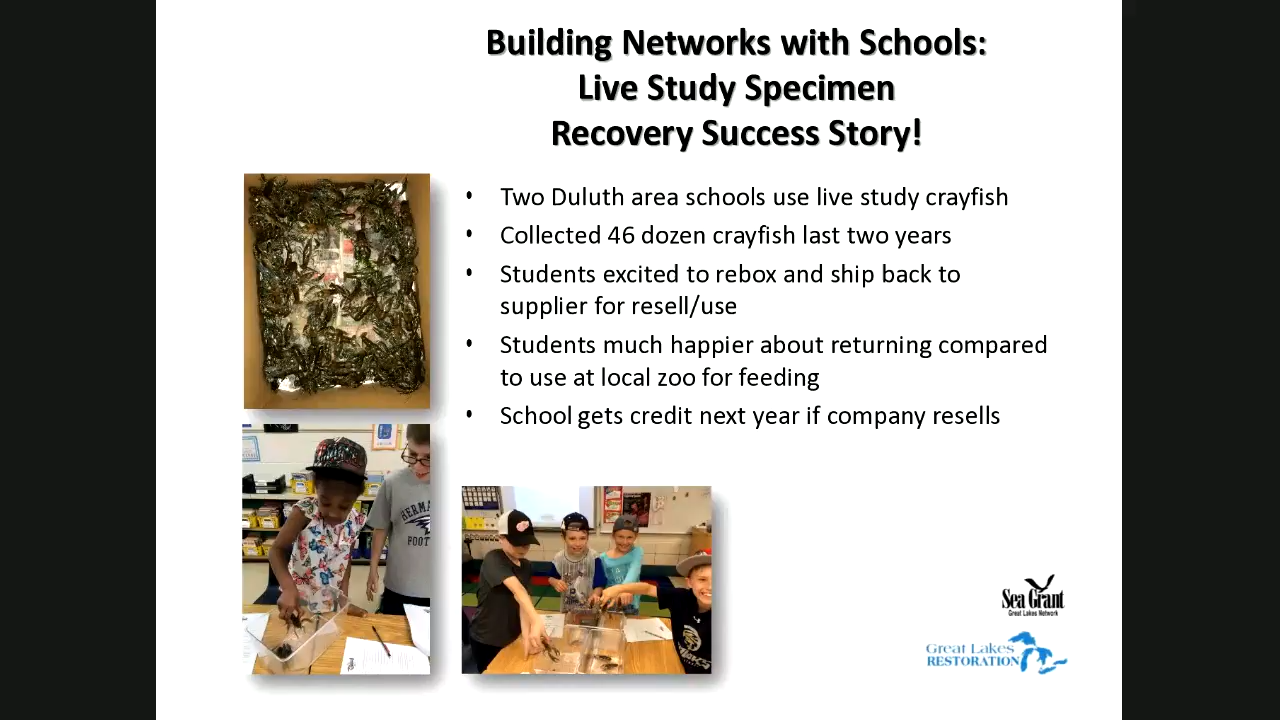 Building Networks with Schools:
Live Study Specimen
Recovery Success Story!
• Two Duluth area schools use live study crayfish
• Collected 46 dozen crayfish last two years
• Students excited to rebox and ship back to
supplier for resell/use
• Students much happier about returning compared
to use at local zoo for feeding
• School gets credit next year if company resells
Sea Grant
Great Lakes Network
Great Lakes
RESTORATION